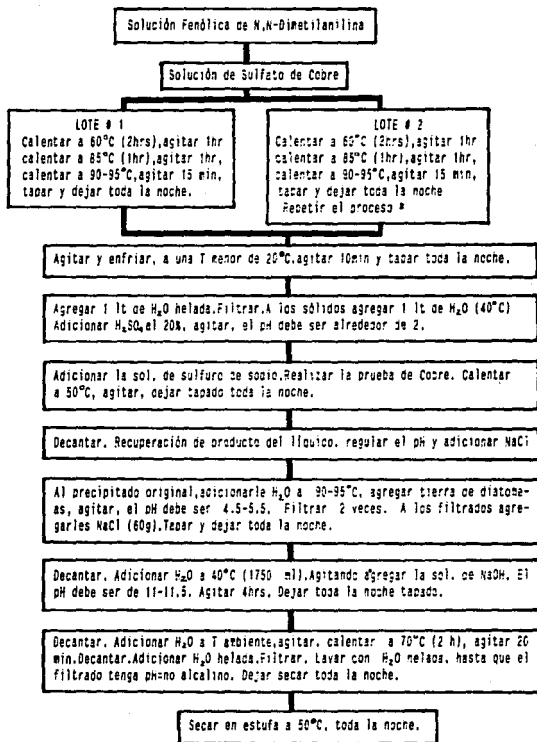 Solución Fenólica de N,N-Dimetilanilina
Solución de Sulfato de Cobre
LOTE # 1
Calentar a 60°C (2hrs),agitar 1hr
calentar a 85°C (1hr), agitar 1hr,
calentar a 90-95°C,agitar 15 min,
tapar y dejar toda la noche.
LOTE # 2
Calentar a 60°C (2hrs),agitar 1hr
calentar a 85°C (1hr), agitar 1hr,
calentar a 90-95°C,agitar 15 min,
tapar y dejar toda la noche
Repetir el proceso *
Agitar y enfriar, a una T menor de 20°C.agitar 10min y tapar toda la noche.
Agregar 1 lt de H₂O helada.Filtrar.A los sólidos agregar 1 lt de H₂O (40°C)
Adicionar H₂SO₄al 20%, agitar, el pH debe ser alrededor de 2.
Adicionar la sol. de sulfuro de sodio.Realizar la prueba de Cobre. Calentar
a 50°C, agitar, dejar tapado toda la noche.
Decantar. Recuperación de producto del líquido. regular el pH y adicionar NaCl
Al precipitado original,adicionarle H₂O a 90-95°C, agregar tierra de diatome-
as, agitar, el pH debe ser 4.5-5.5. Filtrar 2 veces. A los filtrados agre-
garles NaCl (60g).Tapar y dejar toda la noche.
Decantar. Adicionar H₂O a 40°C (1750 ml).Agitando agregar la sol. de NaOH. El
pH debe ser de 11-11.5. Agitar 4hrs. Dejar toda la noche tapado.
Decantar. Adicionar H₂O a T ambiente,agitar. calentar a 70°C (2 h), agitar 20
min.Decantar.Adicionar H₂O helada.Filtrar. Lavar con H₂O helada, hasta que el
filtrado tenga pH=no alcalino. Dejar secar toda la noche.
Secar en estufa a 50°C, toda la noche.